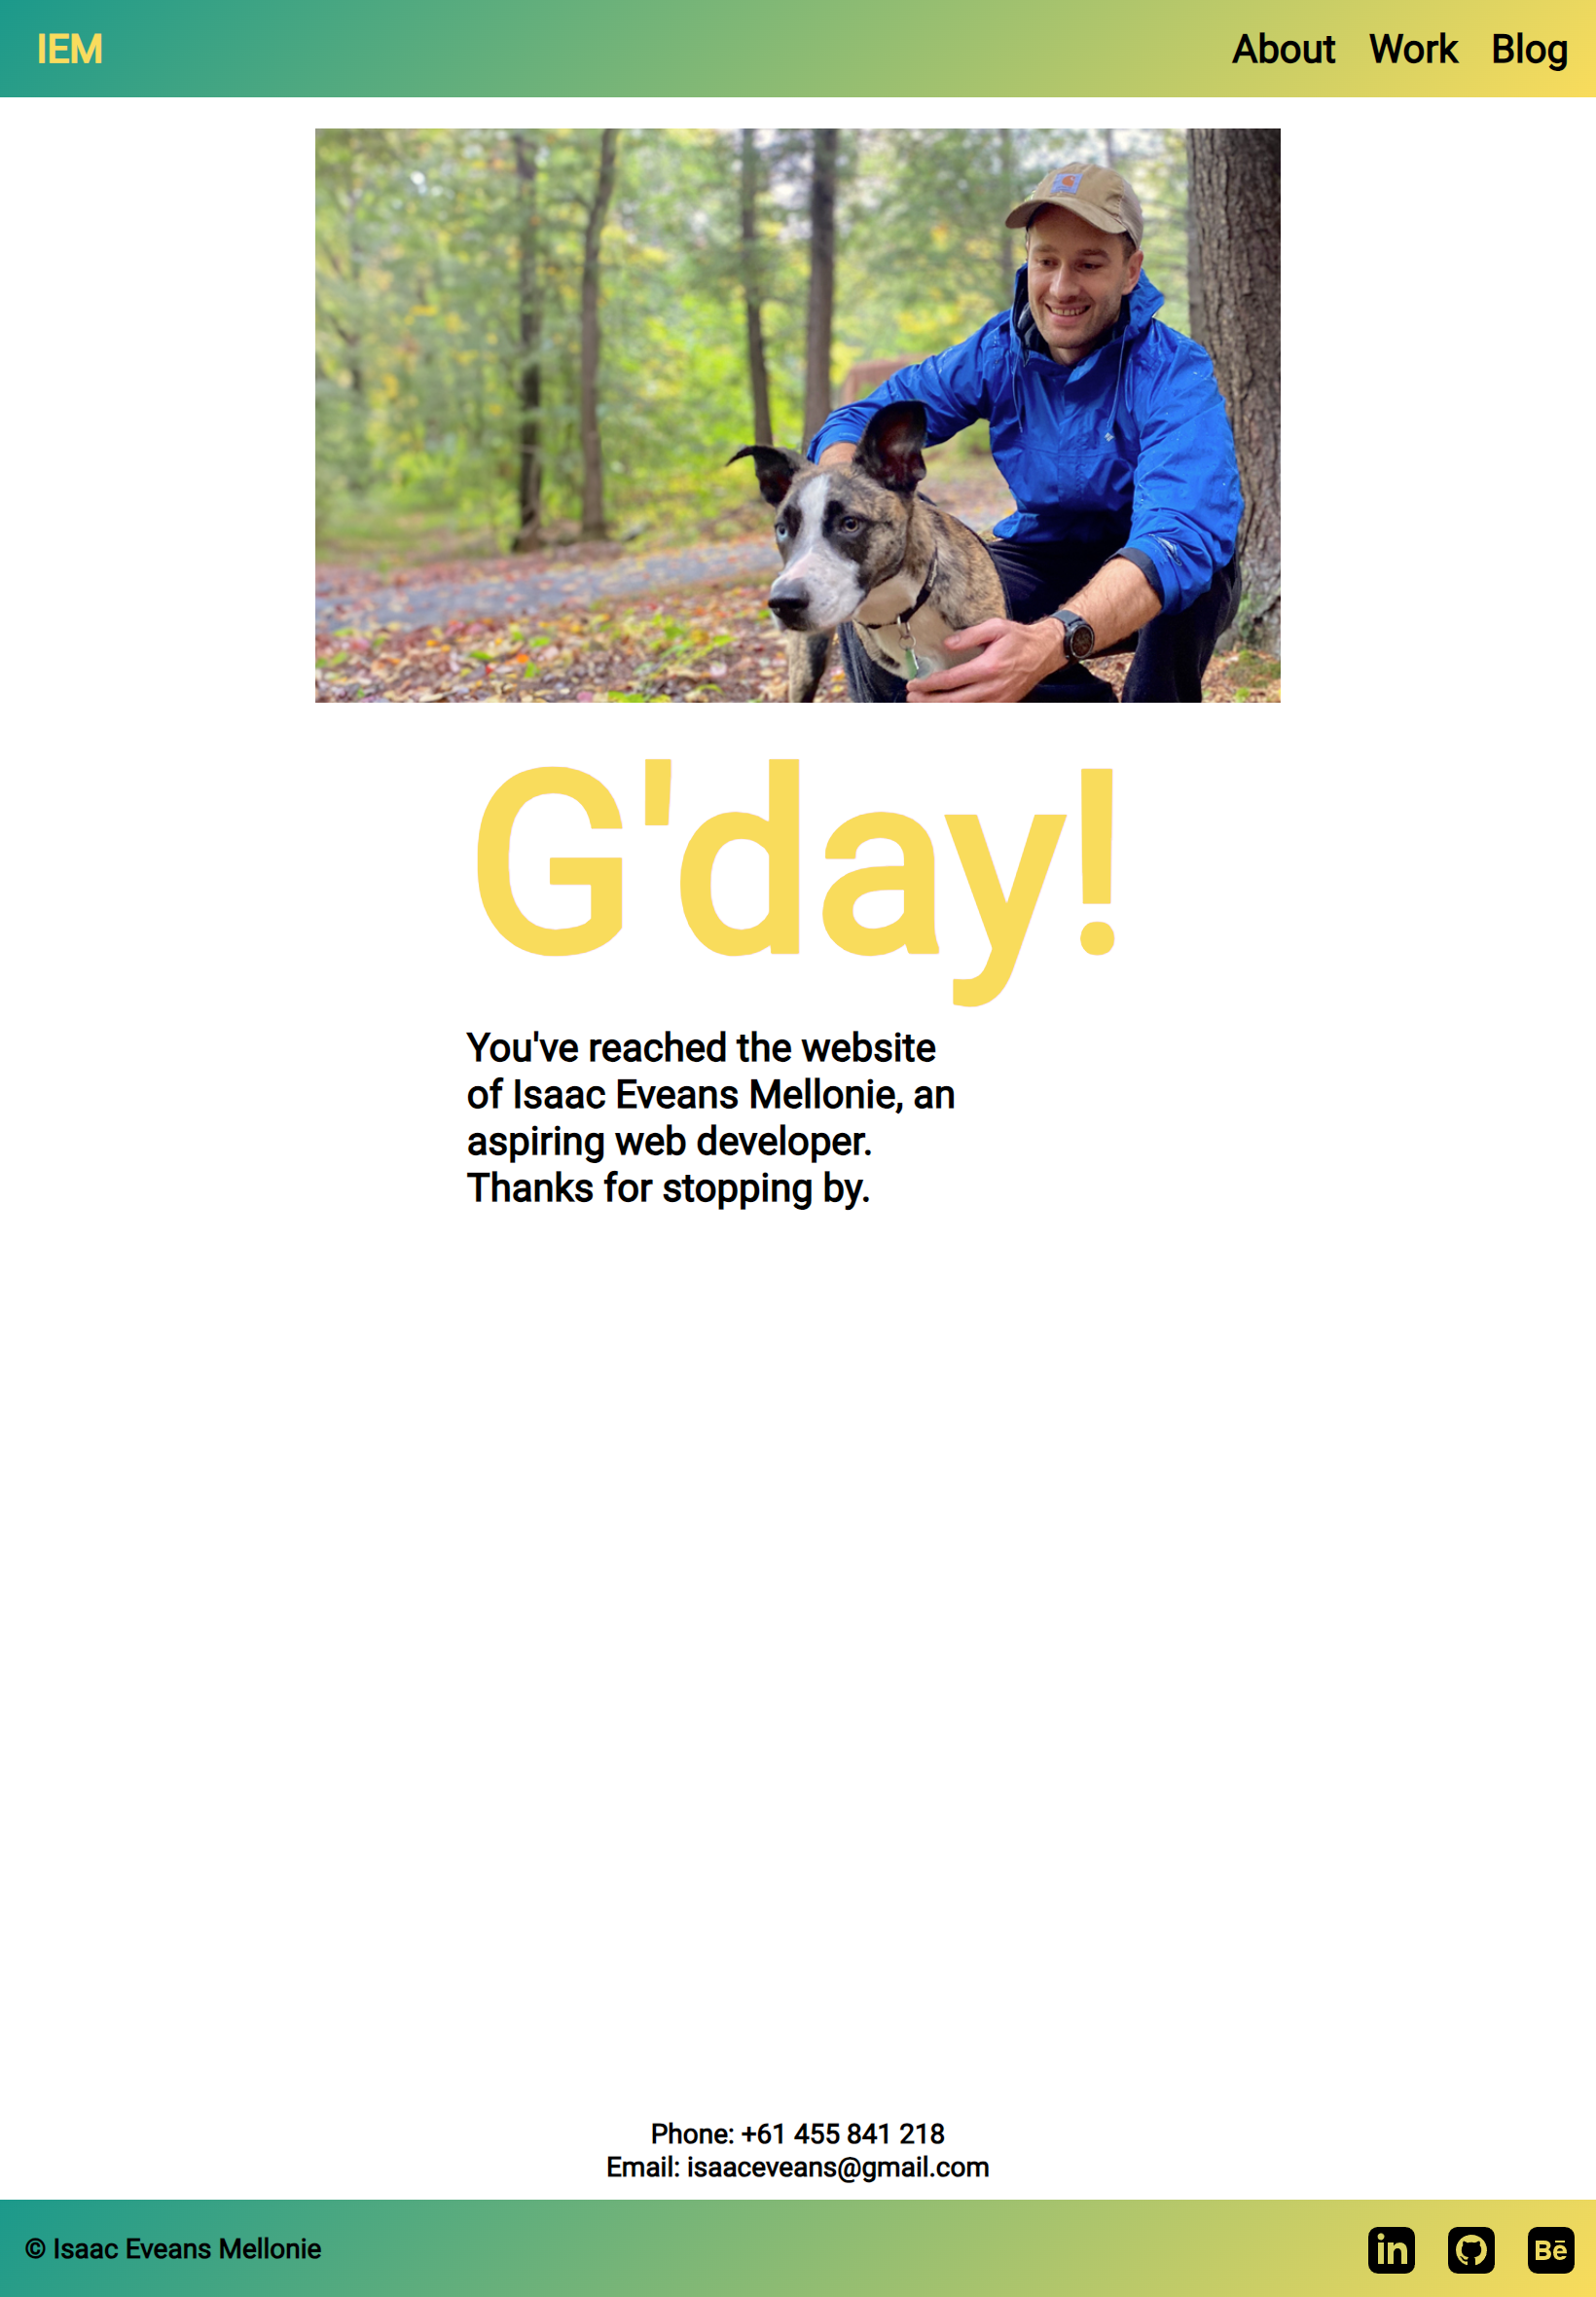 IEM
About Work Blog
G'day!
You've reached the website
of Isaac Eveans Mellonie, an
aspiring web developer.
Thanks for stopping by.
Phone: +61 455 841 218
Email: isaaceveans@gmail.com
© Isaac Eveans Mellonie
in
Bē